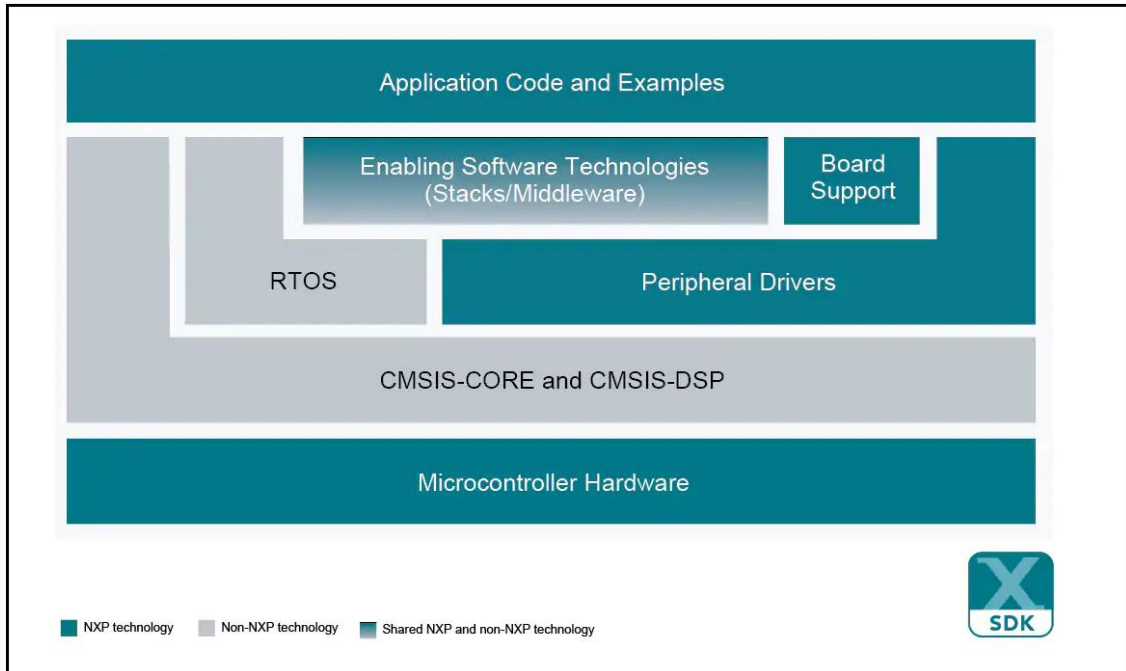 Application Code and Examples
Enabling Software Technologies
(Stacks/Middleware)
Board
Support
RTOS
Peripheral Drivers
CMSIS-CORE and CMSIS-DSP
Microcontroller Hardware
X
SDK
NXP technology
Non-NXP technology
Shared NXP and non-NXP technology